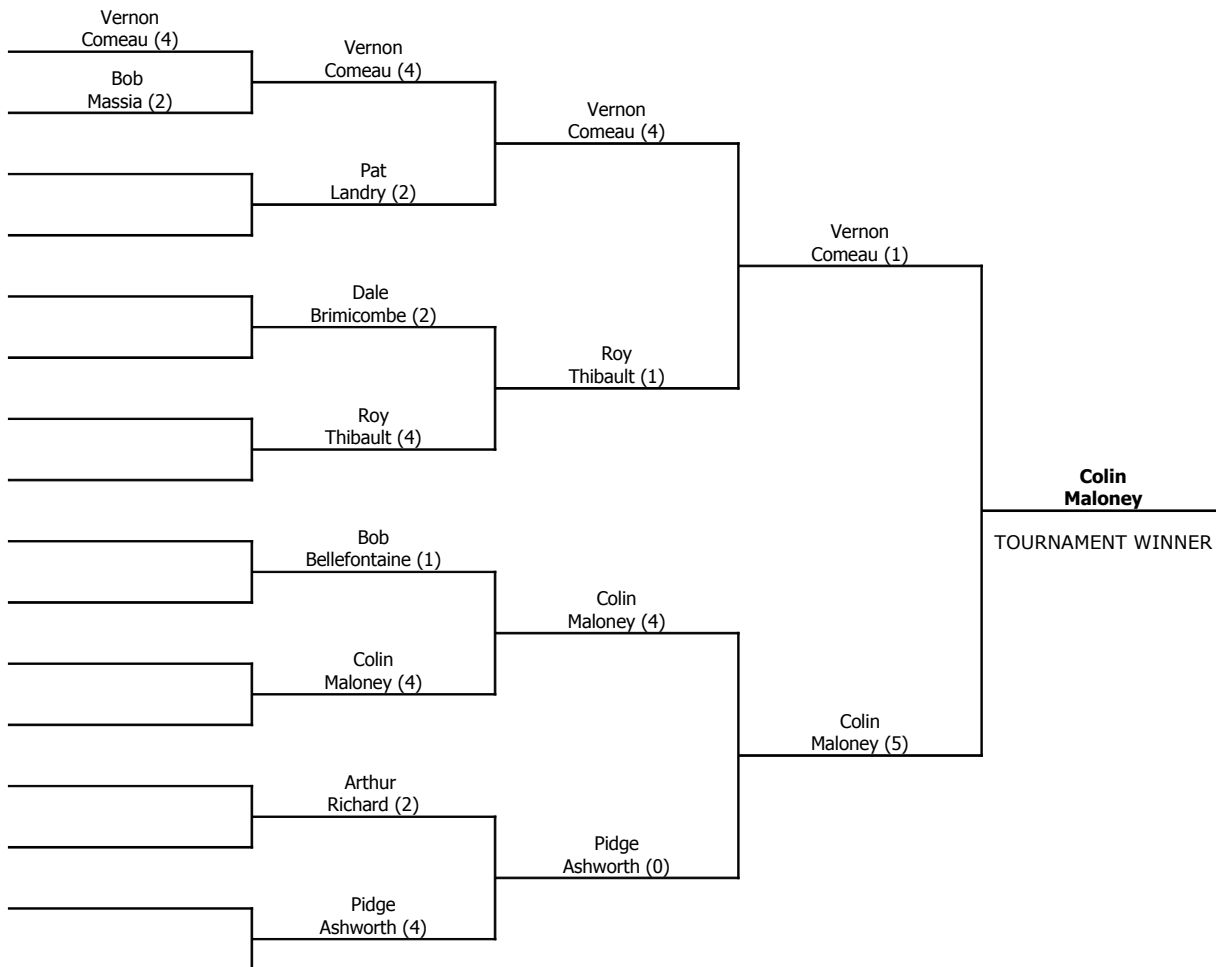 Vernon
Comeau (4)
Bob
Massia (2)
Vernon
Comeau (4)
Pat
Landry (2)
Dale
Brimicombe (2)
Roy
Thibault (4)
Bob
Bellefontaine (1)
Colin
Maloney (4)
Arthur
Richard (2)
Pidge
Ashworth (4)
Vernon
Comeau (4)
Roy
Thibault (1)
Colin
Maloney (4)
Pidge
Ashworth (0)
Vernon
Comeau (1)
Colin
Maloney (5)
Colin
Maloney
TOURNAMENT WINNER